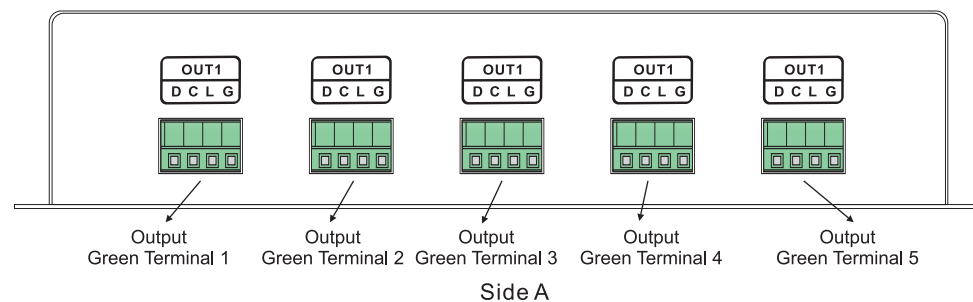 OUT1 OUT1 OUT1 OUT1 OUT1
D C L G D C L G D C L G D C L G D C L G
Output Output Output Output Output
Green Terminal 1 Green Terminal 2 Green Terminal 3 Green Terminal 4 Green Terminal 5
Side A